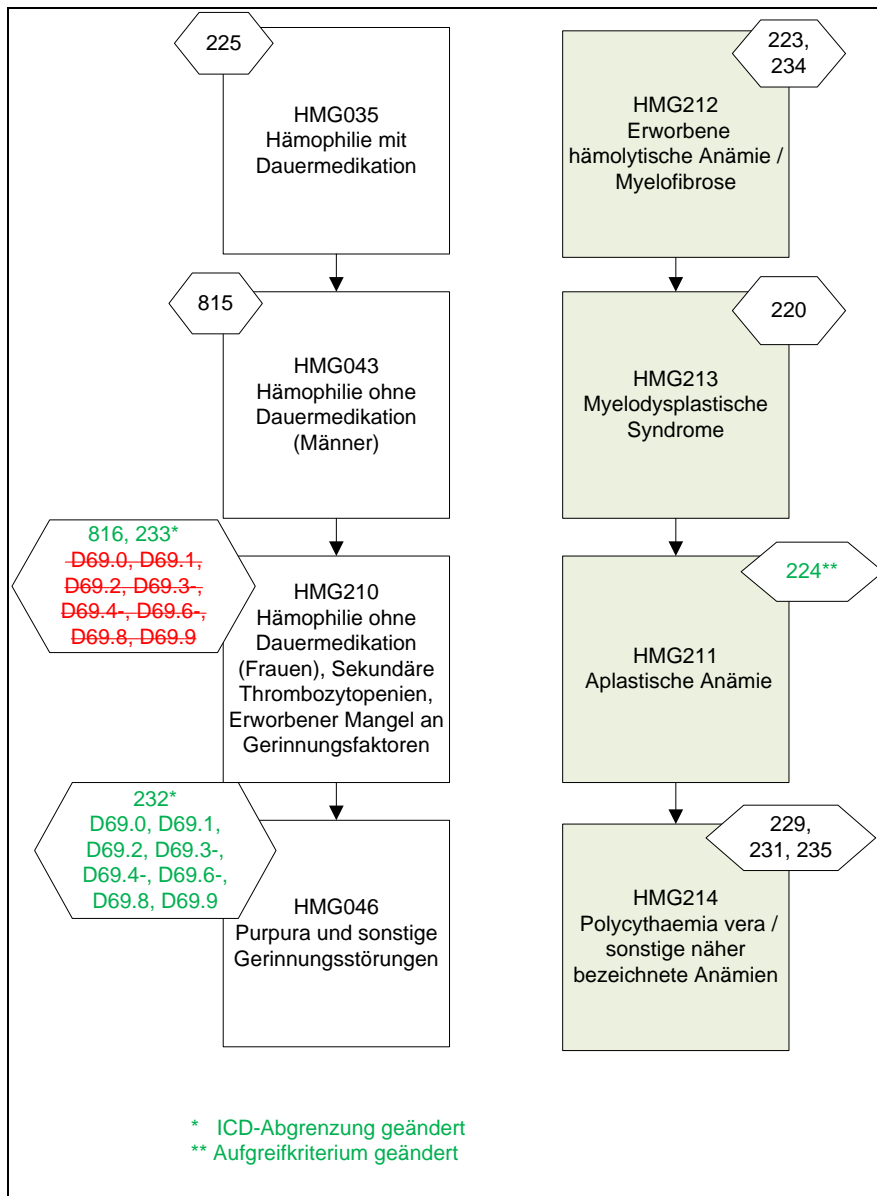 225
HMG035
Hämophilie mit
Dauermedikation
815
HMG043
Hämophilie ohne
Dauermedikation
(Männer)
816, 233*
D69.0, D69.1,
D69.2, D69.3-,
D69.4-, D69.6-,
D69.8, D69.9
HMG210
Hämophilie ohne
Dauermedikation
(Frauen), Sekundäre
Thrombozytopenien,
Erworbener Mangel an
Gerinnungsfaktoren
232*
D69.0, D69.1,
D69.2, D69.3-,
D69.4-, D69.6-,
D69.8, D69.9
HMG046
Purpura und sonstige
Gerinnungsstörungen
223,
234
HMG212
Erworbene
hämolytische Anämie /
Myelofibrose
220
HMG213
Myelodysplastische
Syndrome
224**
HMG211
Aplastische Anämie
229,
231, 235
HMG214
Polycythaemia vera /
sonstige näher
bezeichnete Anämien
* ICD-Abgrenzung geändert
** Aufgreifkriterium geändert